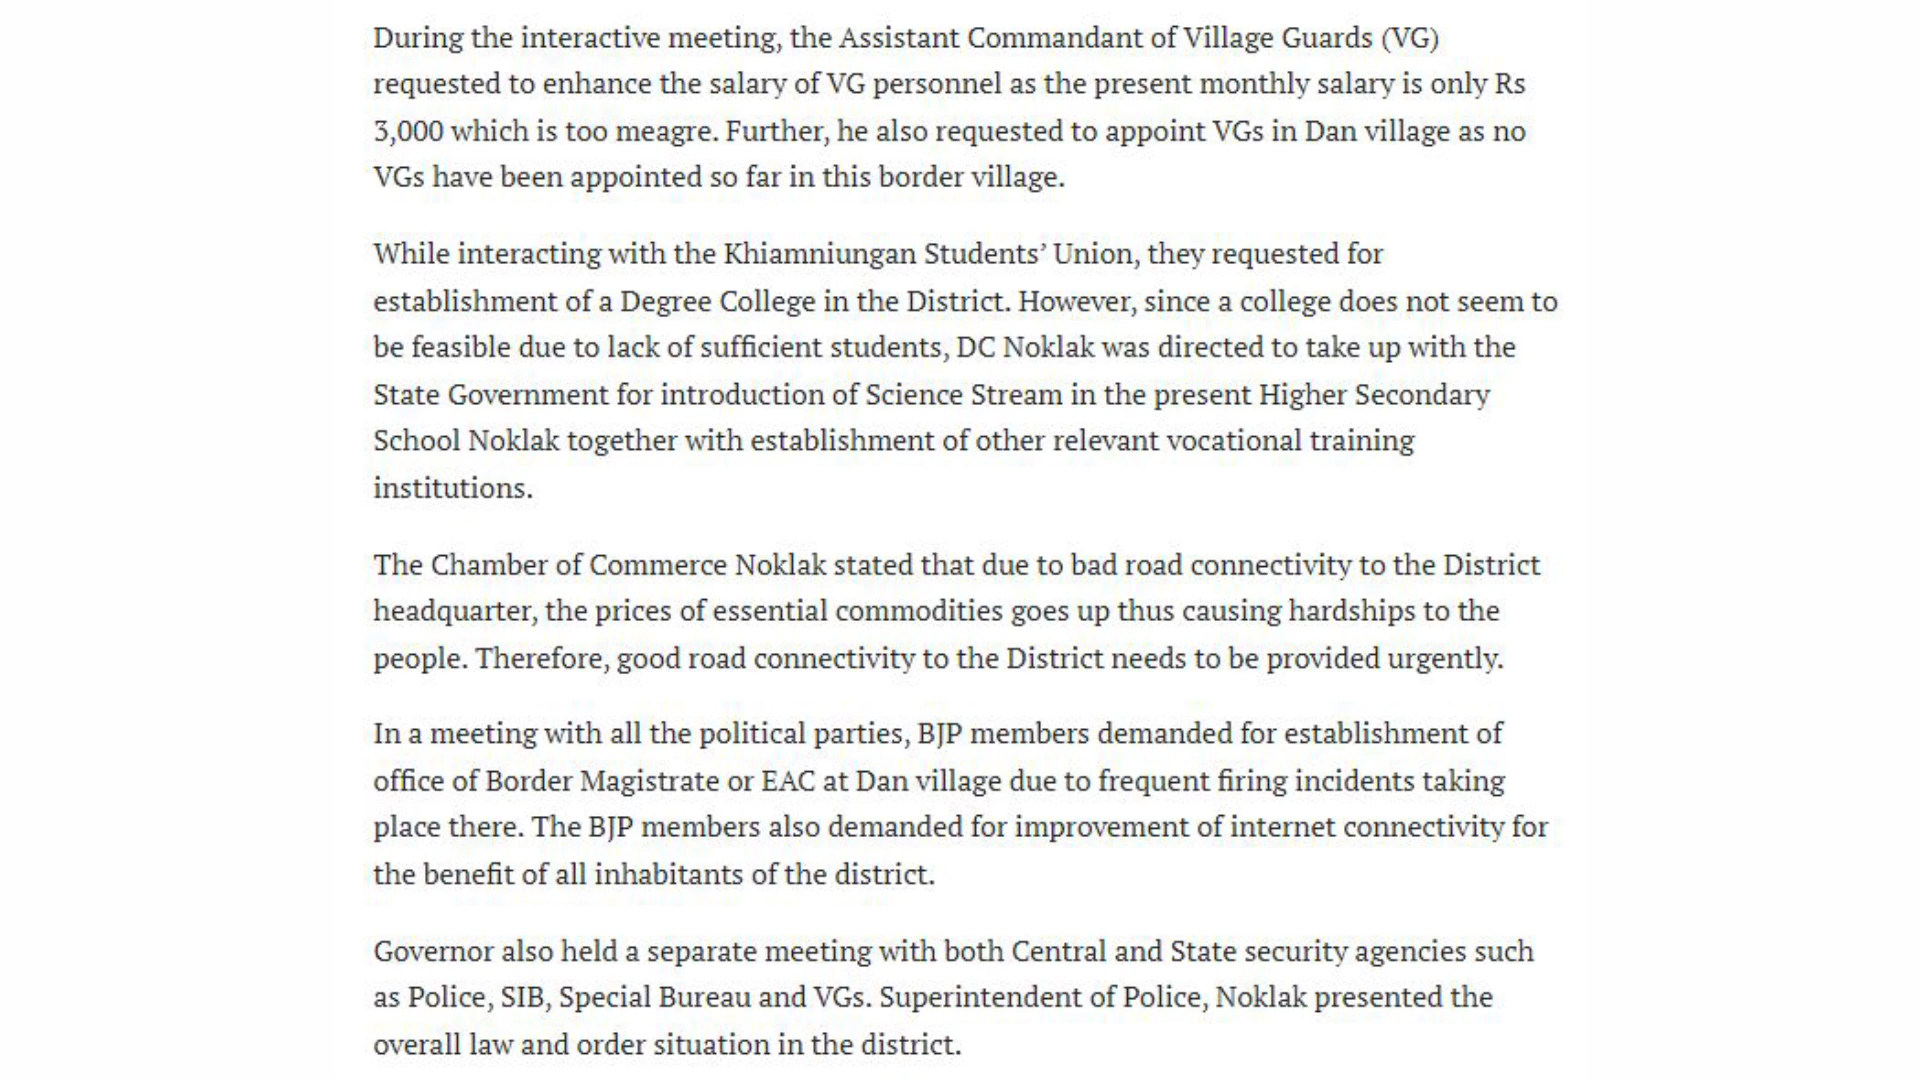 During the interactive meeting, the Assistant Commandant of Village Guards (VG)
requested to enhance the salary of VG personnel as the present monthly salary is only Rs
3,000 which is too meagre. Further, he also requested to appoint VGs in Dan village as no
VGs have been appointed so far in this border village.
While interacting with the Khiamniungan Students’ Union, they requested for
establishment of a Degree College in the District. However, since a college does not seem to
be feasible due to lack of sufficient students, DC Noklak was directed to take up with the
State Government for introduction of Science Stream in the present Higher Secondary
School Noklak together with establishment of other relevant vocational training
institutions.
The Chamber of Commerce Noklak stated that due to bad road connectivity to the District
headquarter, the prices of essential commodities goes up thus causing hardships to the
people. Therefore, good road connectivity to the District needs to be provided urgently.
In a meeting with all the political parties, BJP members demanded for establishment of
office of Border Magistrate or EAC at Dan village due to frequent firing incidents taking
place there. The BJP members also demanded for improvement of internet connectivity for
the benefit of all inhabitants of the district.
Governor also held a separate meeting with both Central and State security agencies such
as Police, SIB, Special Bureau and VGs. Superintendent of Police, Noklak presented the
overall law and order situation in the district.